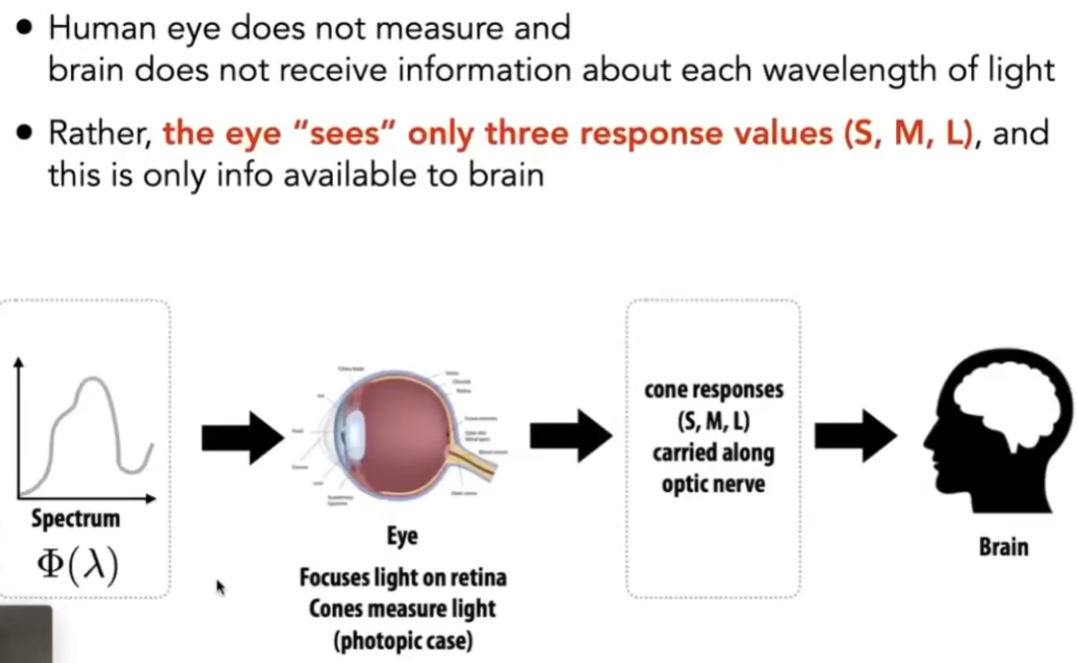 • Human eye does not measure and
brain does not receive information about each wavelength of light
• Rather, the eye “sees” only three response values (S, M, L), and
this is only info available to brain
Spectrum
Φ(λ)
Eye
Focuses light on retina
Cones measure light
(photopic case)
cone responses
(S, M, L)
carried along
optic nerve
Brain